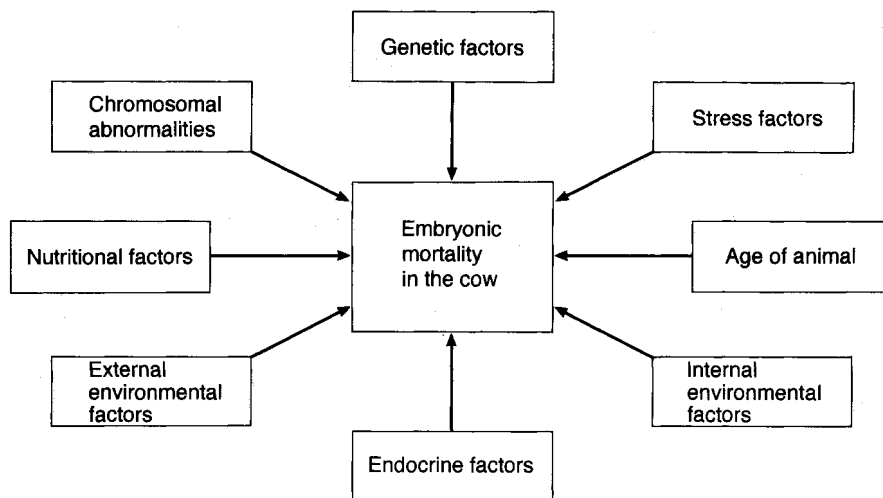 Genetic factors
Chromosomal
abnormalities
Stress factors
Embryonic
mortality
in the cow
Nutritional factors
Age of animal
External
environmental
factors
Internal
environmental
factors
Endocrine factors